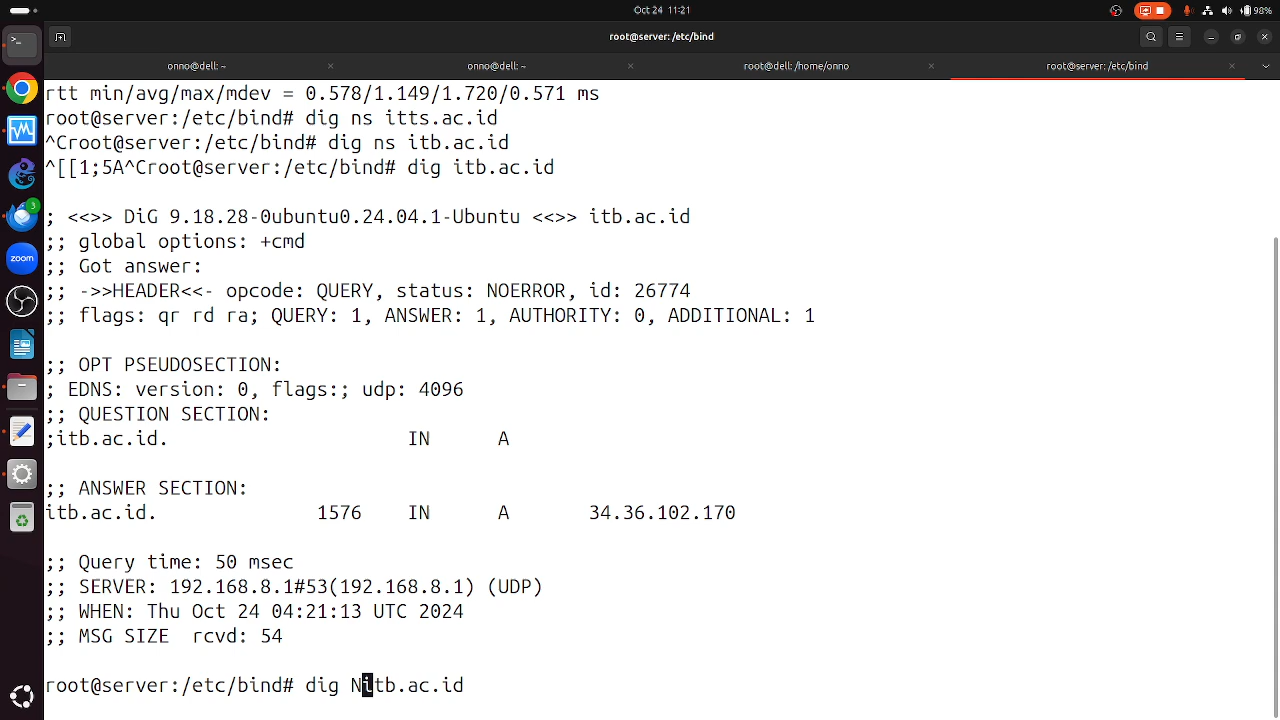 Oct 24 11:21
98%
root@server: /etc/bind
onno@dell: ~
onno@dell: ~
root@dell: /home/onno
root@server: /etc/bind
rtt min/avg/max/mdev = 0.578/1.149/1.720/0.571 ms
root@server:/etc/bind# dig ns itts.ac.id
^Croot@server:/etc/bind# dig ns itb.ac.id
^[[1;5A^Croot@server:/etc/bind# dig itb.ac.id
; <<>> DiG 9.18.28-0ubuntu0.24.04.1-Ubuntu <<>> itb.ac.id
;; global options: +cmd
;; Got answer:
;; ->>HEADER<<- opcode: QUERY, status: NOERROR, id: 26774
;; flags: qr rd ra; QUERY: 1, ANSWER: 1, AUTHORITY: 0, ADDITIONAL: 1
;; OPT PSEUDOSECTION:
; EDNS: version: 0, flags:; udp: 4096
;; QUESTION SECTION:
;itb.ac.id. IN A
;; ANSWER SECTION:
itb.ac.id. 1576 IN A 34.36.102.170
;; Query time: 50 msec
;; SERVER: 192.168.8.1#53(192.168.8.1) (UDP)
;; WHEN: Thu Oct 24 04:21:13 UTC 2024
;; MSG SIZE rcvd: 54
root@server:/etc/bind# dig Nitb.ac.id
3
zoom